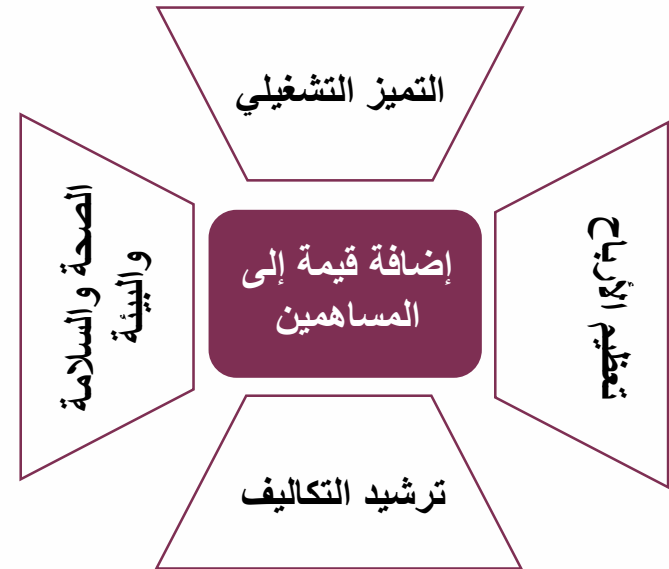 التميز التشغيلي
تعظيم الأرباح
إضافة قيمة إلى
المساهمين
الصحة والسلامة
والبيئة
ترشيد التكاليف